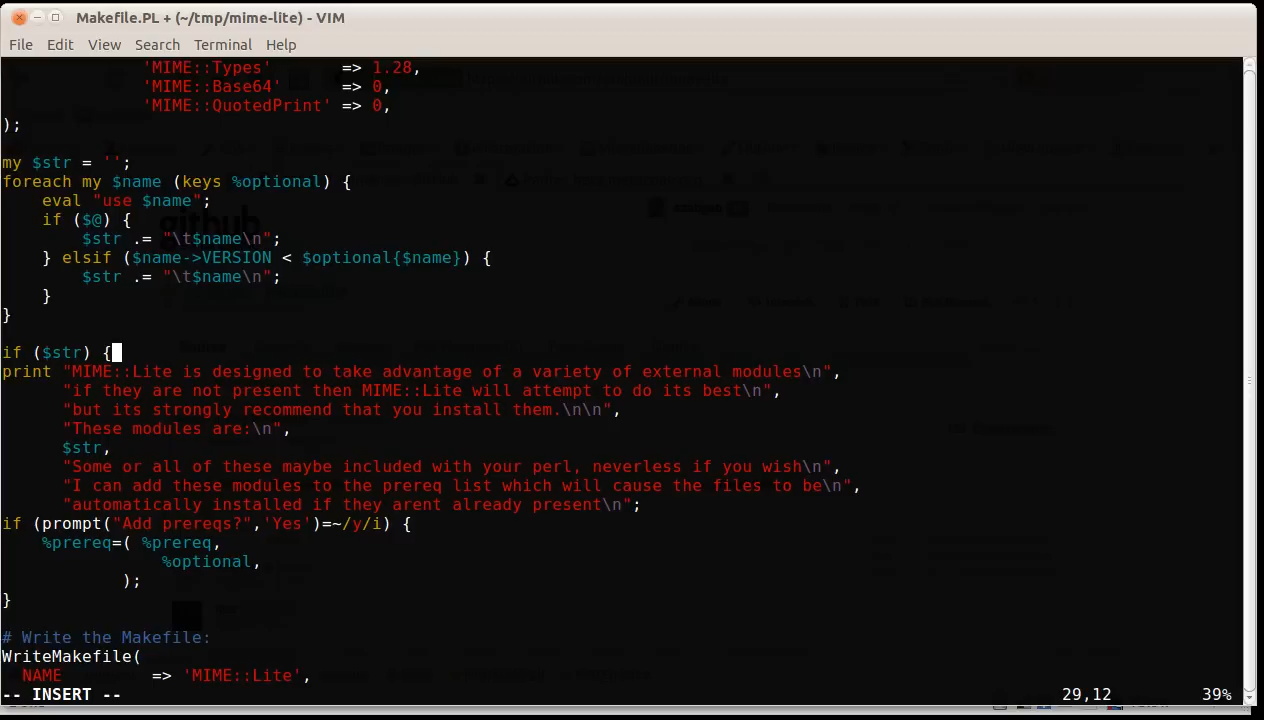 Makefile.PL + (~/tmp/mime-lite) - VIM
File Edit View Search Terminal Help
'MIME::Types' => 1.28,
'MIME::Base64' => 0,
'MIME::QuotedPrint' => 0,
);
my $str = '';
foreach my $name (keys %optional) {
eval "use $name";
if ($@) {
$str .= "\t$name\n";
} elsif ($name->VERSION < $optional{$name}) {
$str .= "\t$name\n";
}
}
if ($str) {
print "MIME::Lite is designed to take advantage of a variety of external modules\n",
"if they are not present then MIME::Lite will attempt to do its best\n",
"but its strongly recommend that you install them.\n\n",
"These modules are:\n",
$str,
"Some or all of these maybe included with your perl, neverless if you wish\n",
"I can add these modules to the prereq list which will cause the files to be\n",
"automatically installed if they arent already present\n";
if (prompt("Add prereqs?",'Yes')=~/y/i) {
%prereq=( %prereq,
%optional,
);
}
# Write the Makefile:
WriteMakefile(
NAME => 'MIME::Lite',
-- INSERT -- 29,12 39%
github